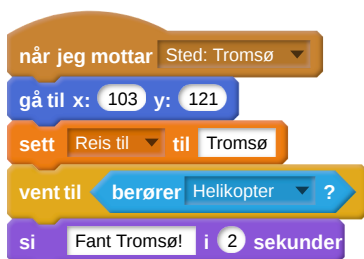 når jeg mottar Sted: Tromsø
gå til x: 103 y: 121
sett Reis til til Tromsø
vent til berører Helikopter ?
si Fant Tromsø! i 2 sekunder